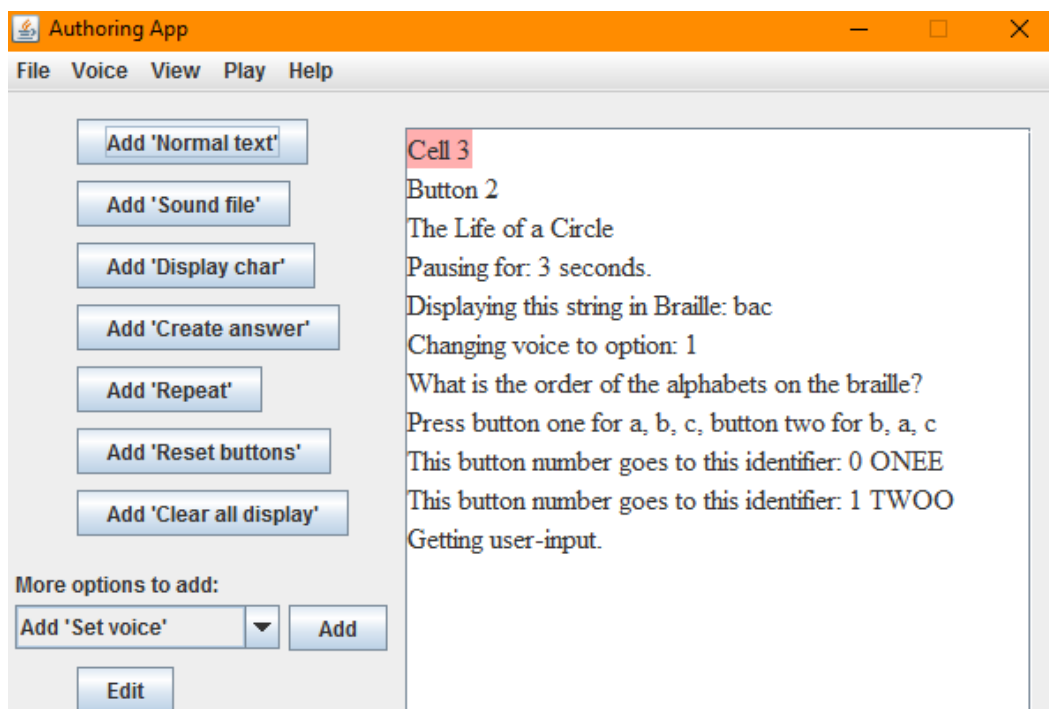 Authoring App
File Voice View Play Help
Add 'Normal text'
Add 'Sound file'
Add 'Display char'
Add 'Create answer'
Add 'Repeat'
Add 'Reset buttons'
Add 'Clear all display'
More options to add:
Add 'Set voice' Add
Edit
Cell 3
Button 2
The Life of a Circle
Pausing for: 3 seconds.
Displaying this string in Braille: bac
Changing voice to option: 1
What is the order of the alphabets on the braille?
Press button one for a, b, c, button two for b, a, c
This button number goes to this identifier: 0 ONEE
This button number goes to this identifier: 1 TWOO
Getting user-input.